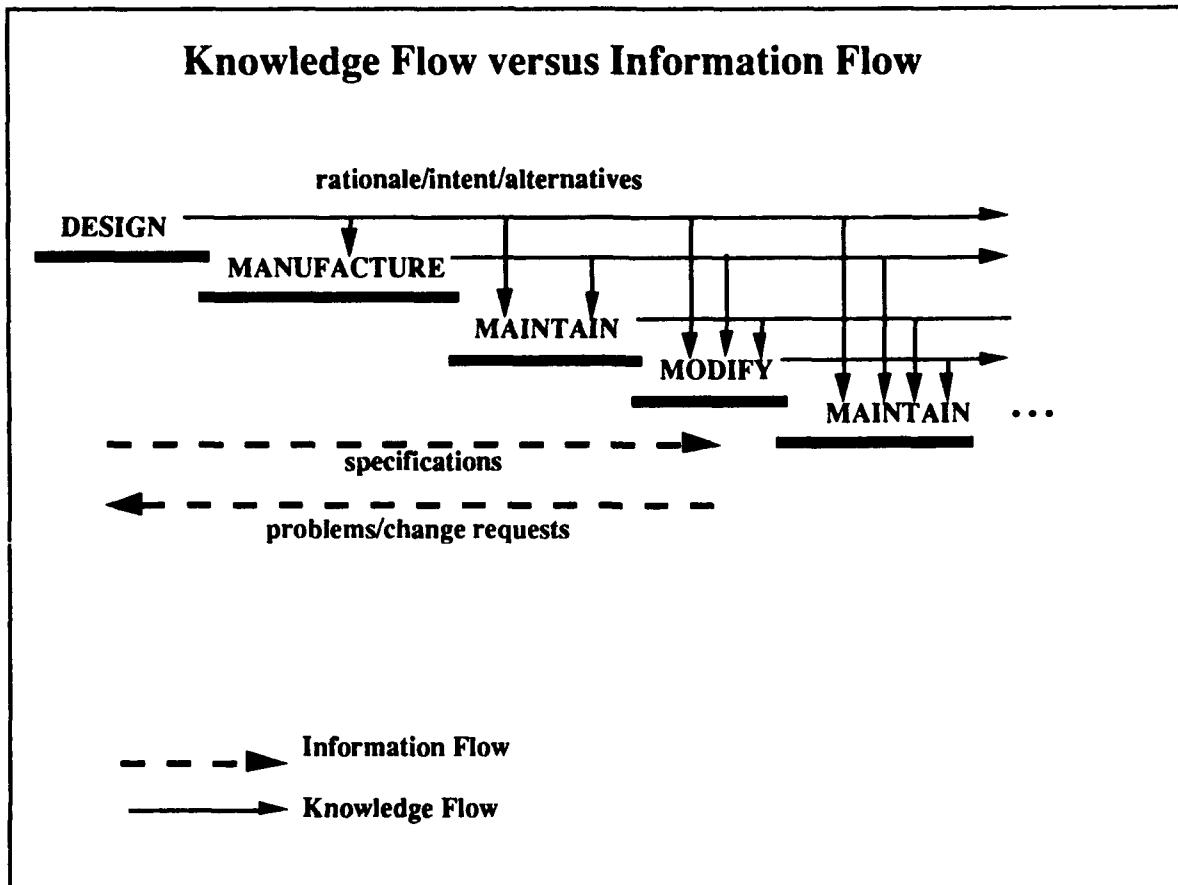 Knowledge Flow versus Information Flow
rationale/intent/alternatives
DESIGN
MANUFACTURE
MAINTAIN
MODIFY
MAINTAIN ...
specifications
problems/change requests
Information Flow
Knowledge Flow